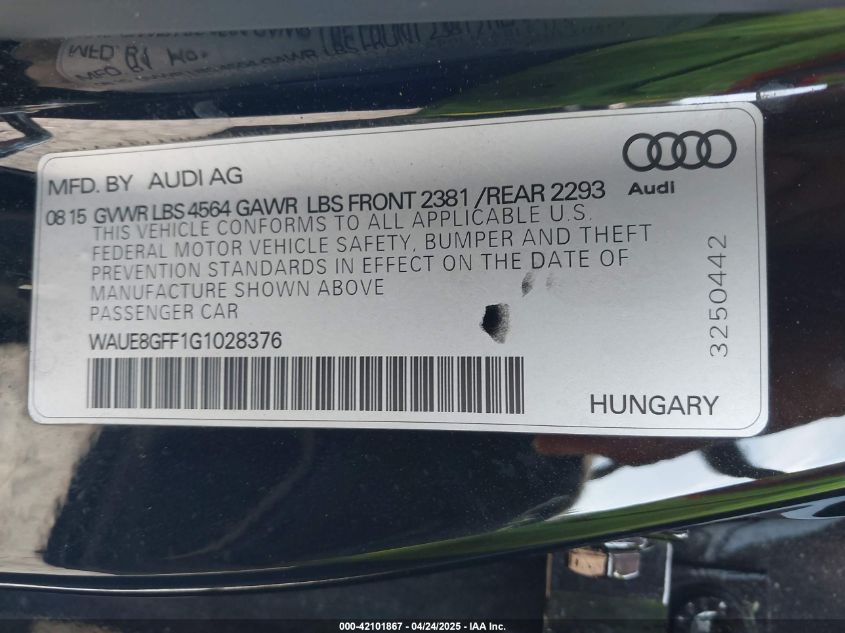 MFD. BY AUDI AG
Audi
08 15 GVWR LBS 4564 GAWR LBS FRONT 2381 /REAR 2293
THIS VEHICLE CONFORMS TO ALL APPLICABLE U.S.
FEDERAL MOTOR VEHICLE SAFETY, BUMPER AND THEFT
PREVENTION STANDARDS IN EFFECT ON THE DATE OF
MANUFACTURE SHOWN ABOVE
PASSENGER CAR
WAUE8GFF1G1028376
HUNGARY
3250442
000-42101867 - 04/24/2025 - IAA Inc.